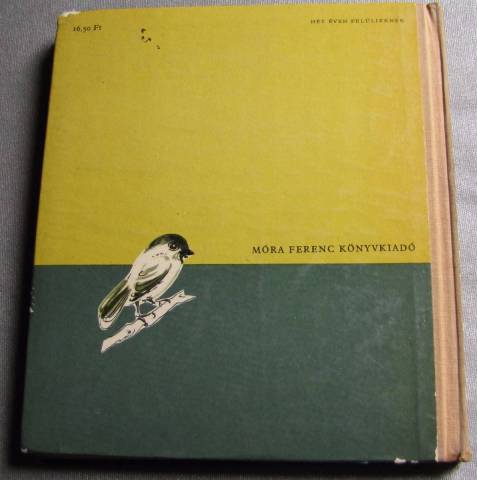 16,50 Ft
HÉT ÉVEN FELÜLIEKNEK
MÓRA FERENC KÖNYVKIADÓ